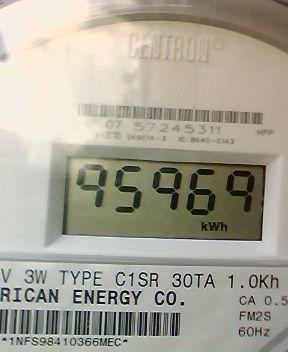 CENTRON®
07 57245311
95969
kWh
V 3W TYPE C1SR 30TA 1.0Kh
RICAN ENERGY CO.
CA 0.5
FM2S
60Hz
*1NFS98410366MEC*